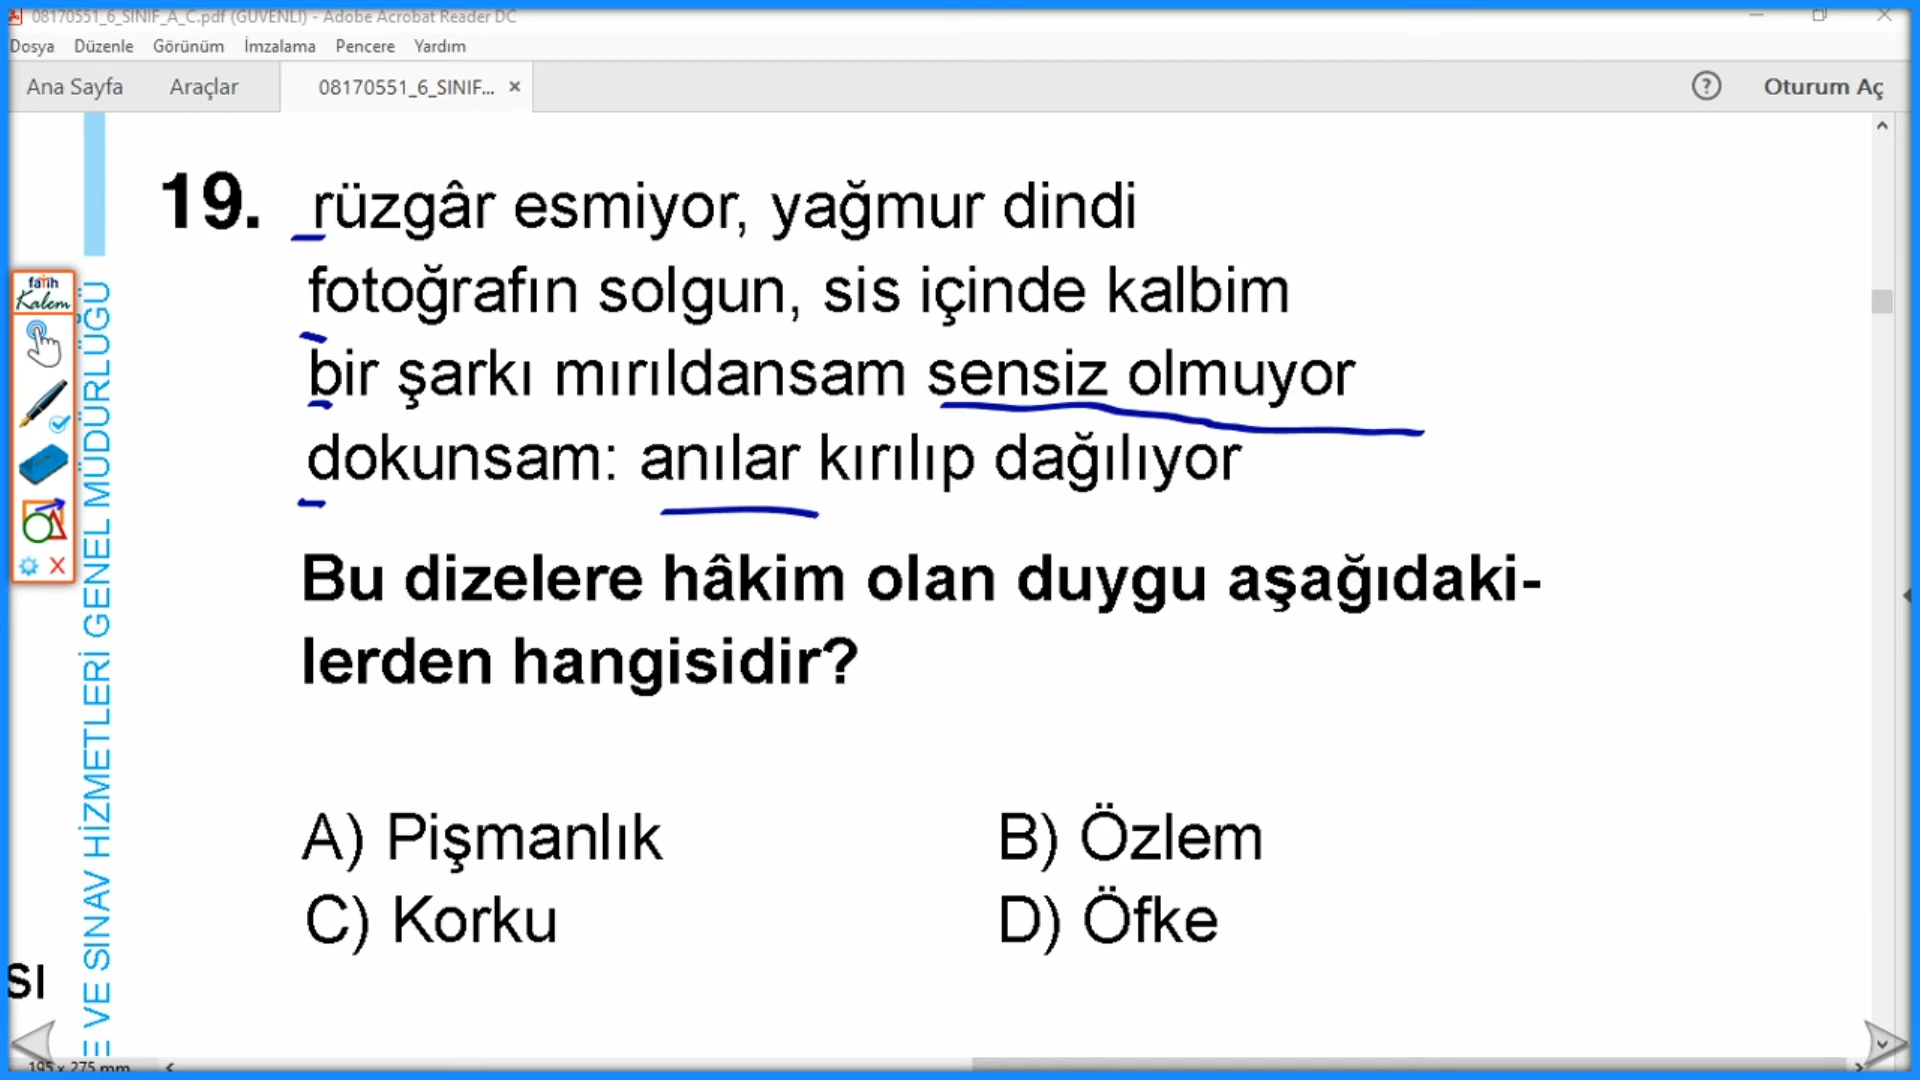 08170551_6_SINIF_A_C.pdf (GÜVENLİ) - Adobe Acrobat Reader DC
Dosya Düzenle Görünüm İmzalama Pencere Yardım
Ana Sayfa Araçlar 08170551_6_SINIF... × ? Oturum Aç
19. rüzgâr esmiyor, yağmur dindi
fotoğrafın solgun, sis içinde kalbim
bir şarkı mırıldansam sensiz olmuyor
dokunsam: anılar kırılıp dağılıyor
Bu dizelere hâkim olan duygu aşağıdaki-
lerden hangisidir?
A) Pişmanlık B) Özlem
C) Korku D) Öfke
fatih
Kalem
VE SINAV HİZMETLERİ GENEL MÜDÜRLÜĞÜ
SI
195 x 275 mm